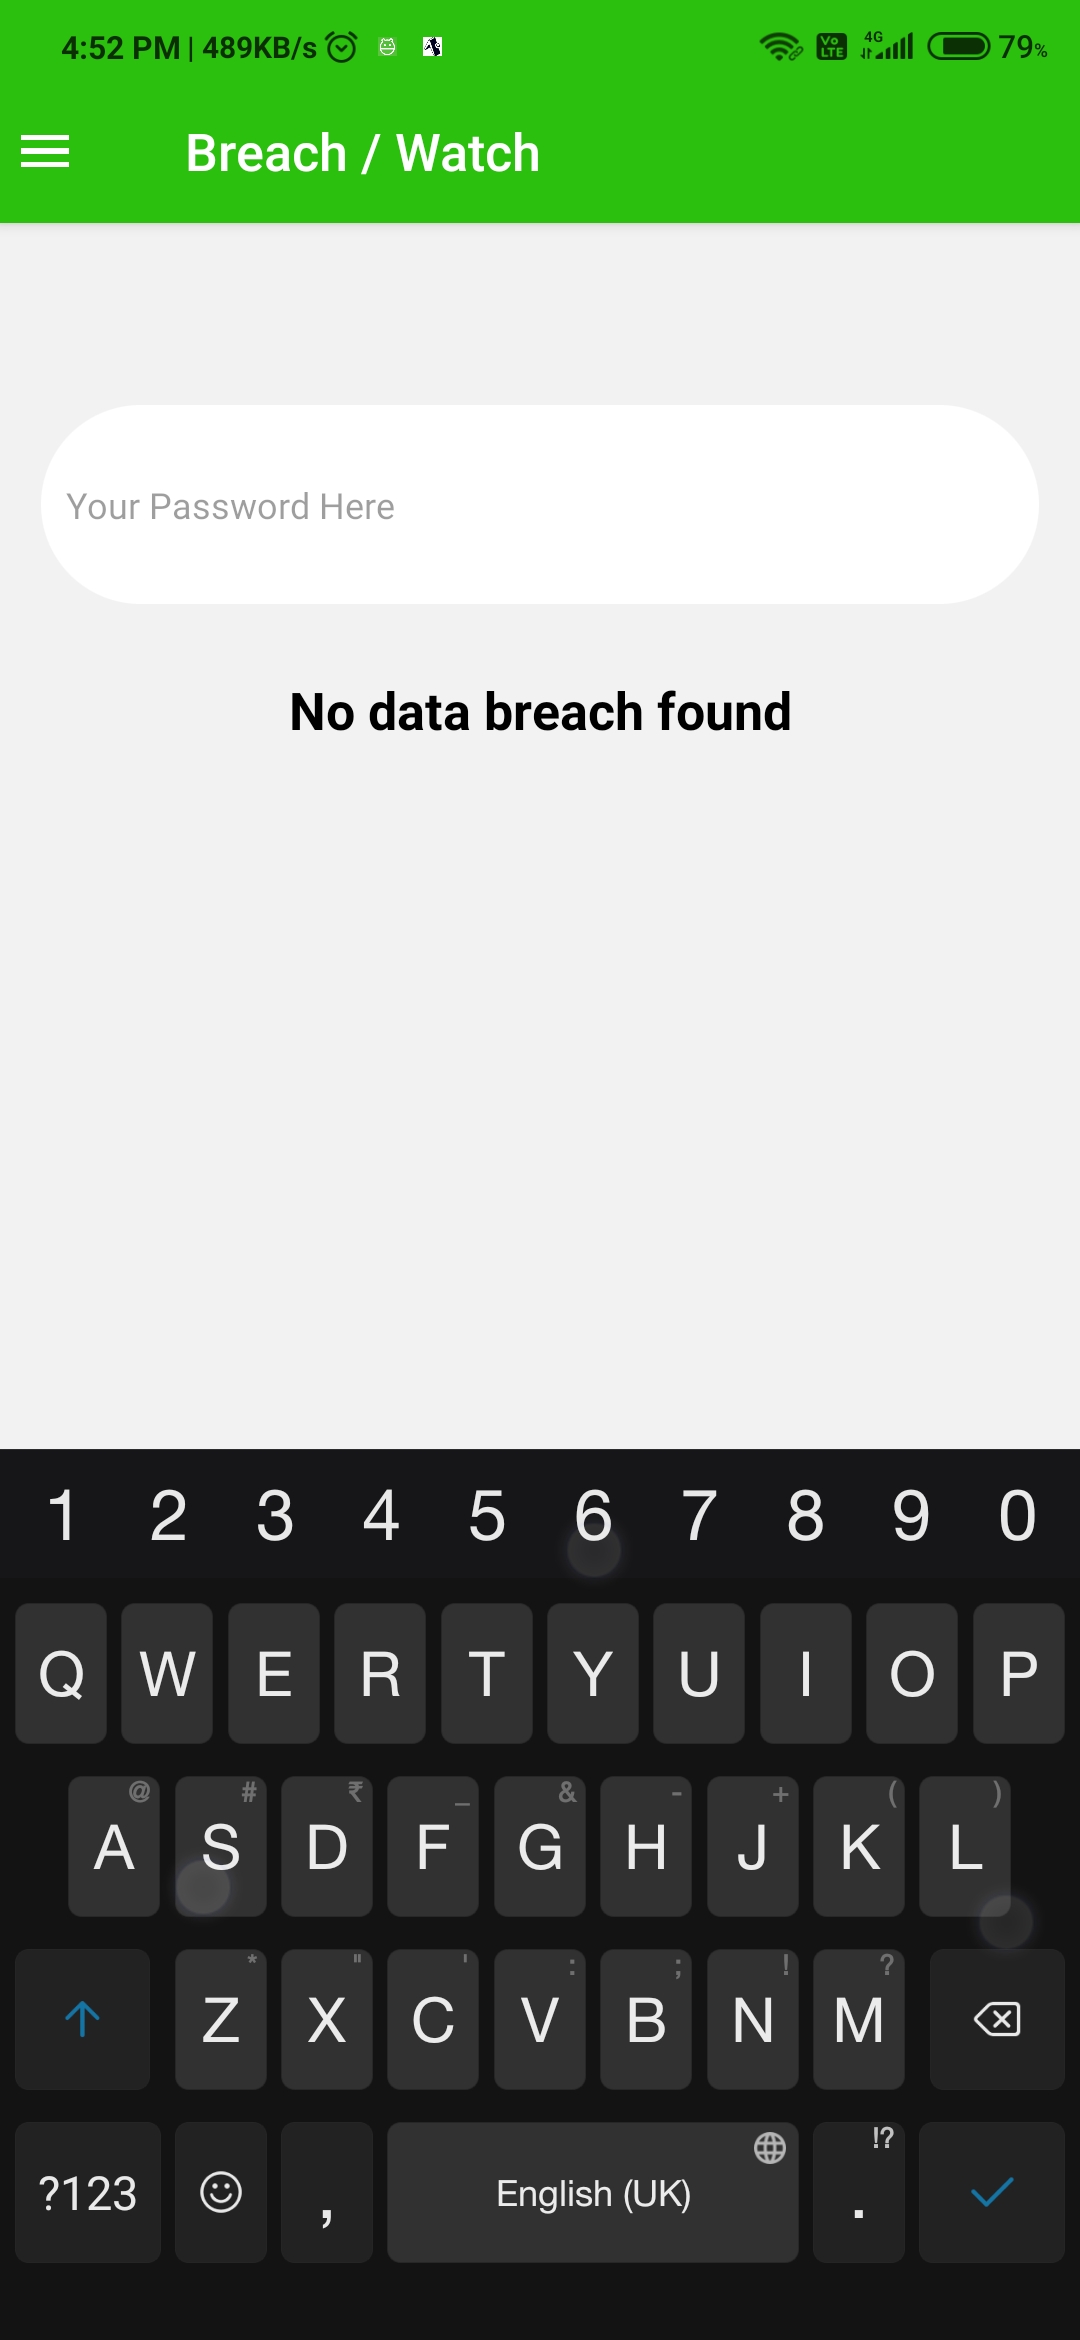 4:52 PM | 489KB/s Vo LTE 4G 79%
Breach / Watch
Your Password Here
No data breach found
1 2 3 4 5 6 7 8 9 0
Q W E R T Y U I O P
@ # ₹ _ & - + ( )
A S D F G H J K L
* " ' : ; ! ?
Z X C V B N M
!?
?123 , English (UK) .